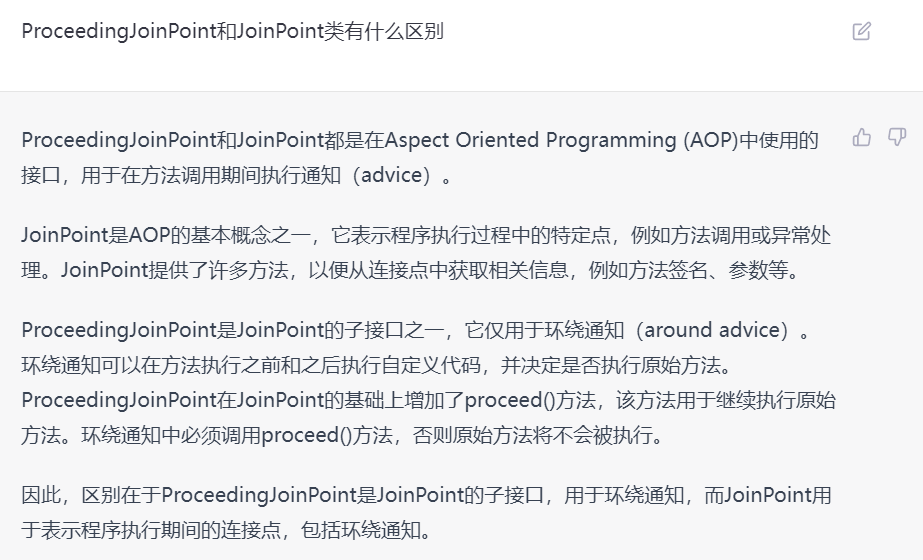 ProceedingJoinPoint和JoinPoint类有什么区别
ProceedingJoinPoint和JoinPoint都是在Aspect Oriented Programming (AOP)中使用的
接口，用于在方法调用期间执行通知（advice）。
JoinPoint是AOP的基本概念之一，它表示程序执行过程中的特定点，例如方法调用或异常处
理。JoinPoint提供了许多方法，以便从连接点中获取相关信息，例如方法签名、参数等。
ProceedingJoinPoint是JoinPoint的子接口之一，它仅用于环绕通知（around advice）。
环绕通知可以在方法执行之前和之后执行自定义代码，并决定是否执行原始方法。
ProceedingJoinPoint在JoinPoint的基础上增加了proceed()方法，该方法用于继续执行原始
方法。环绕通知中必须调用proceed()方法，否则原始方法将不会被执行。
因此，区别在于ProceedingJoinPoint是JoinPoint的子接口，用于环绕通知，而JoinPoint用
于表示程序执行期间的连接点，包括环绕通知。